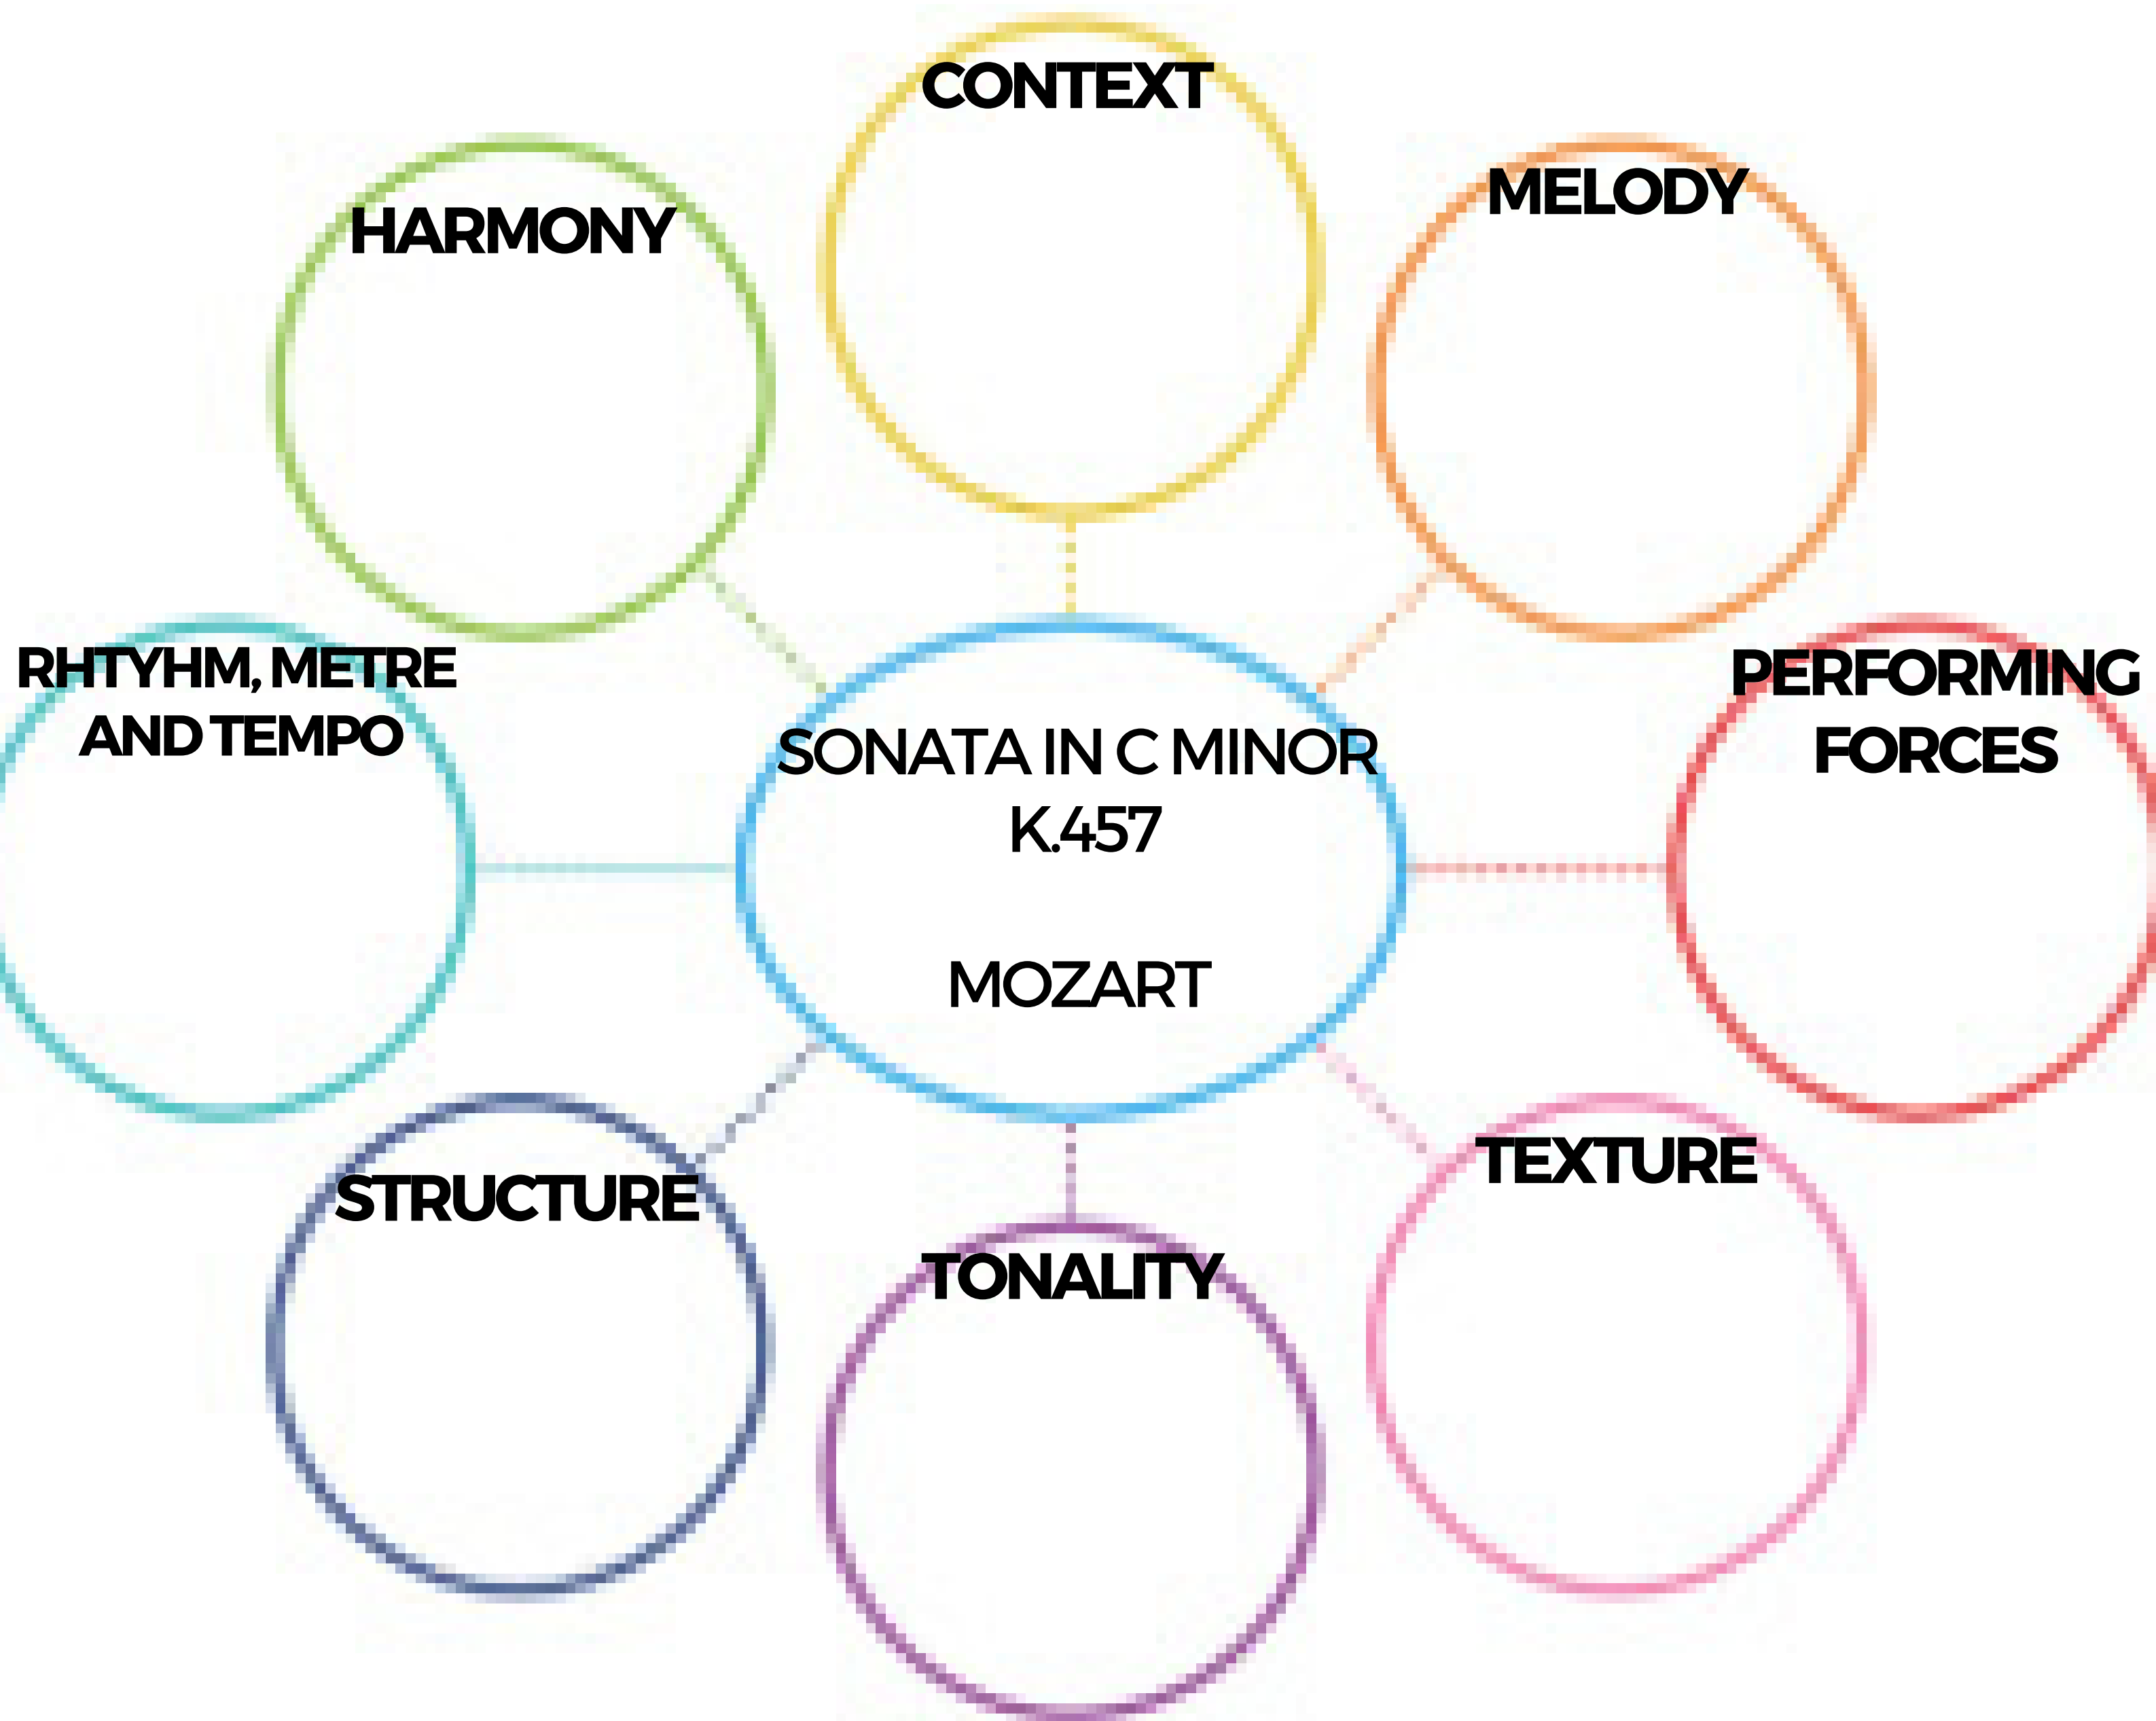 CONTEXT
MELODY
HARMONY
RHTYHM, METRE
AND TEMPO
PERFORMING
FORCES
SONATA IN C MINOR
K.457
MOZART
STRUCTURE
TEXTURE
TONALITY